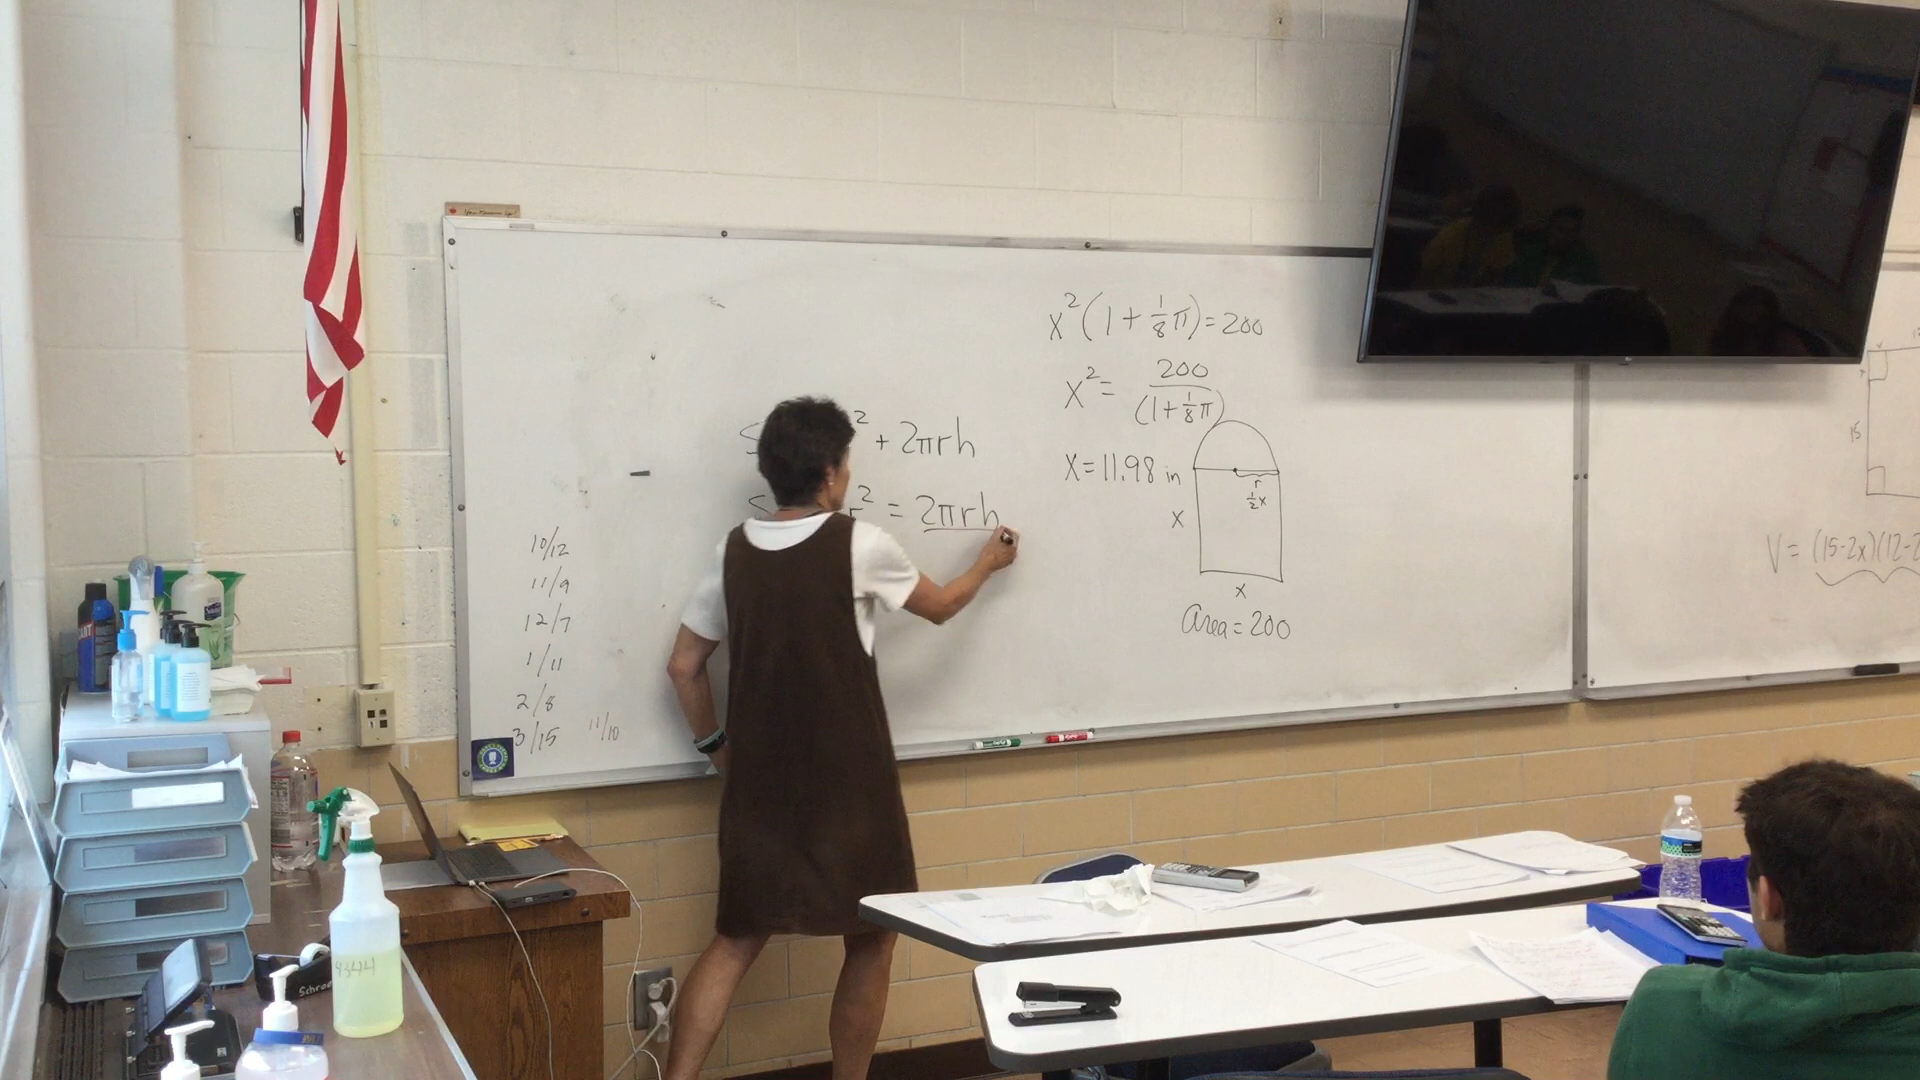 x²(1 + 1/8 π) = 200
x² = 200/(1 + 1/8 π)
x = 11.98 in
r
1/2 x
x
x
Area = 200
S
² + 2πrh
S
r² = 2πrh
10/12
11/9
12/7
1/11
2/8
3/15
11/10
15
V = (15-2x)(12-2
4344